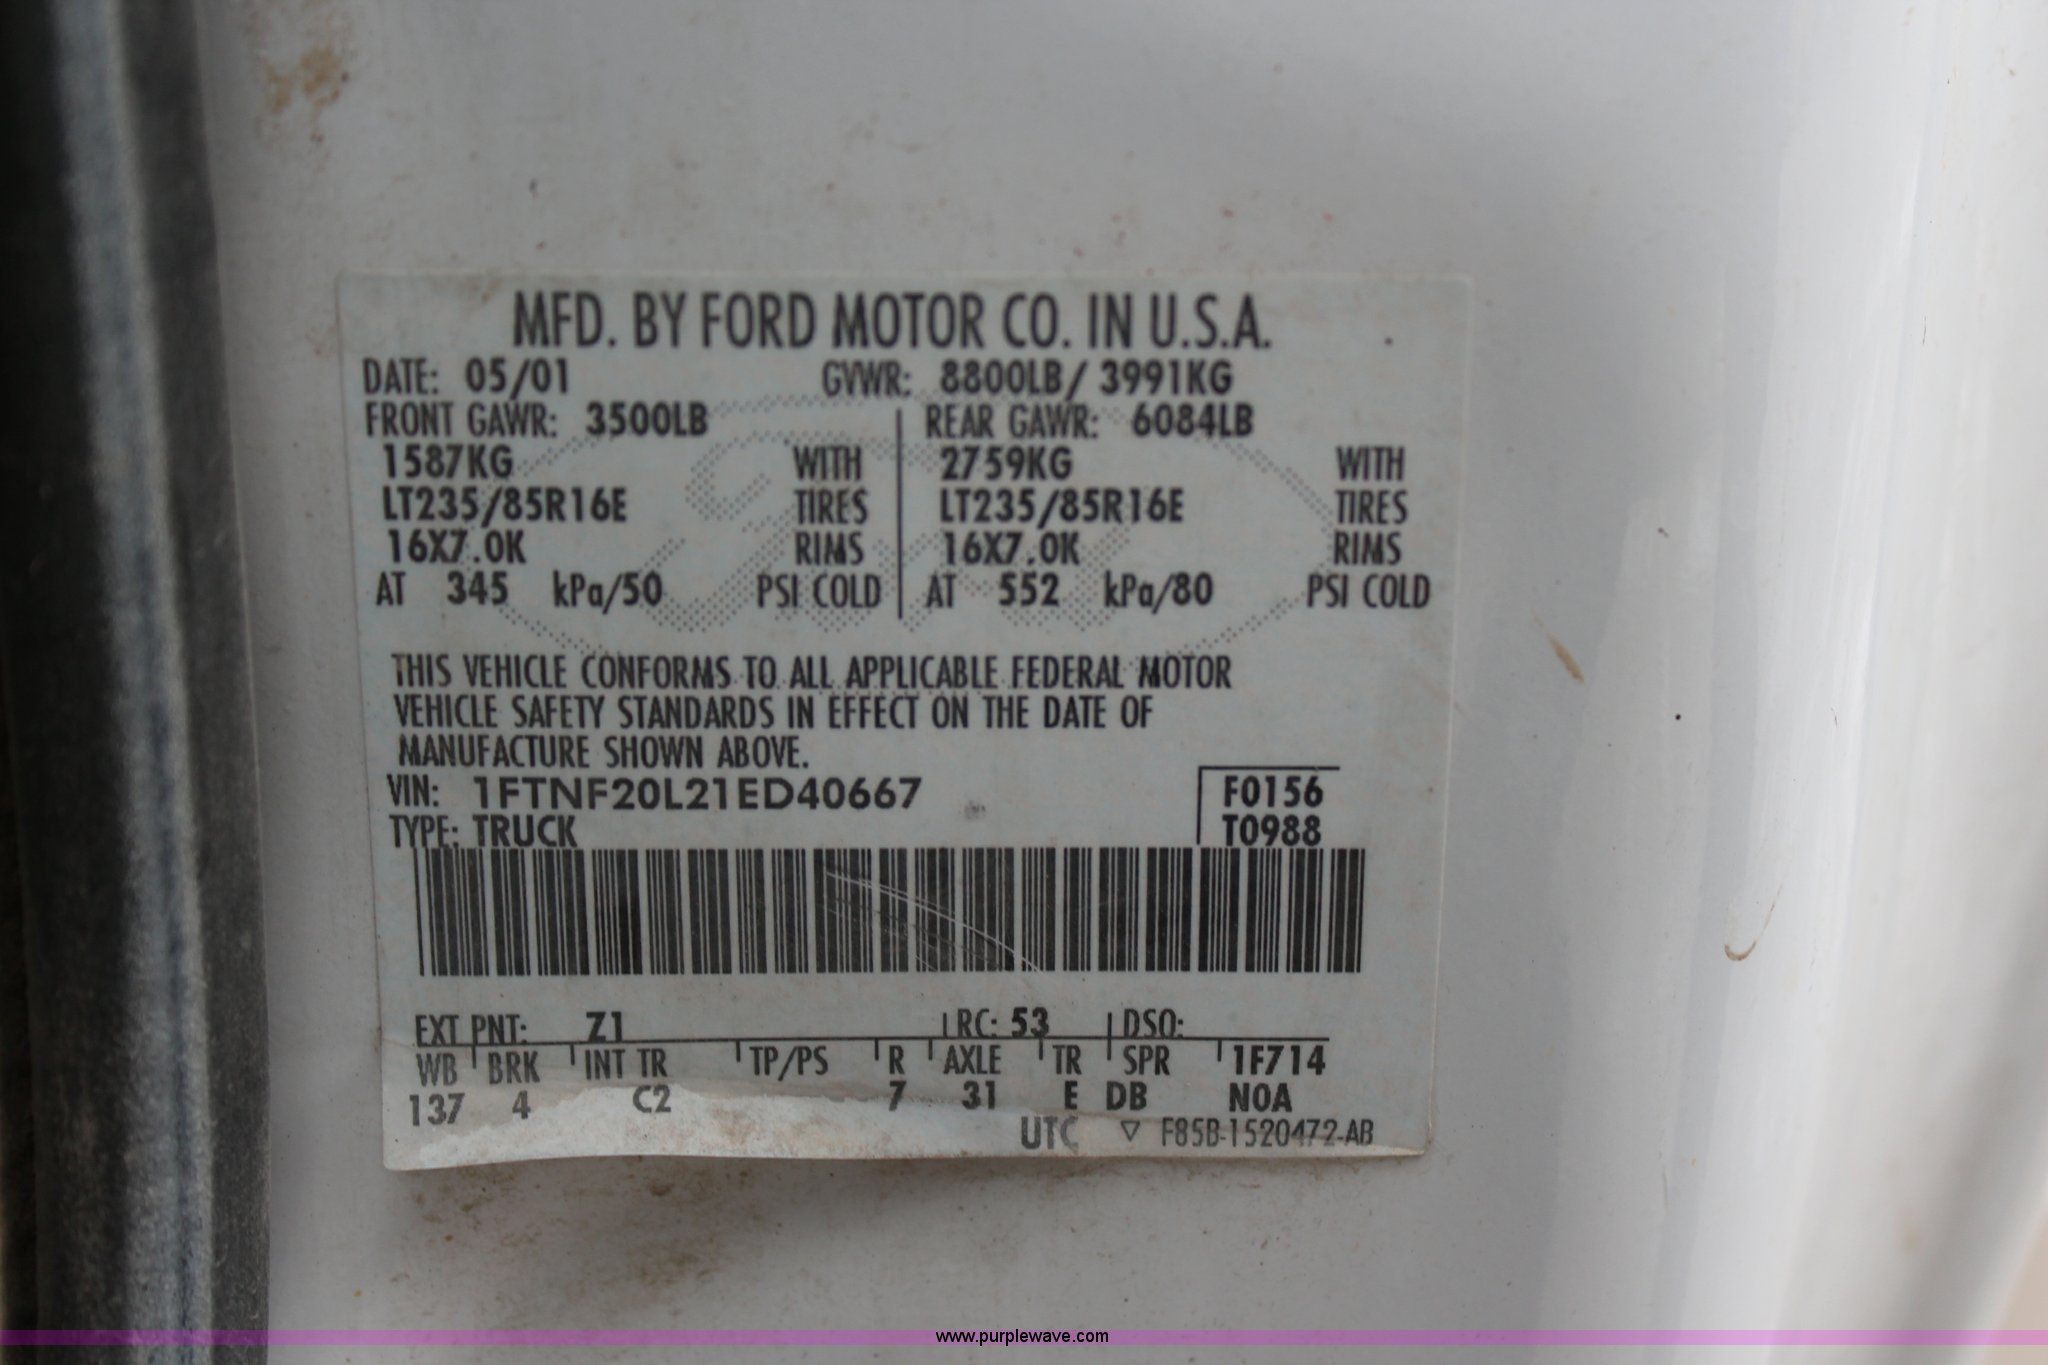 MFD. BY FORD MOTOR CO. IN U.S.A.
DATE: 05/01 GVWR: 8800LB/ 3991KG
FRONT GAWR: 3500LB REAR GAWR: 6084LB
1587KG WITH 2759KG WITH
LT235/85R16E TIRES LT235/85R16E TIRES
16X7.0K RIMS 16X7.0K RIMS
AT 345 kPa/50 PSI COLD AT 552 kPa/80 PSI COLD
THIS VEHICLE CONFORMS TO ALL APPLICABLE FEDERAL MOTOR
VEHICLE SAFETY STANDARDS IN EFFECT ON THE DATE OF
MANUFACTURE SHOWN ABOVE.
VIN: 1FTNF20L21ED40667 F0156
TYPE: TRUCK T0988
EXT PNT: Z1 RC: 53 DSO:
WB BRK INT TR TP/PS R AXLE TR SPR 1F714
137 4 C2 7 31 E DB N0A
UTC ▽ F85B-1520472-AB
www.purplewave.com